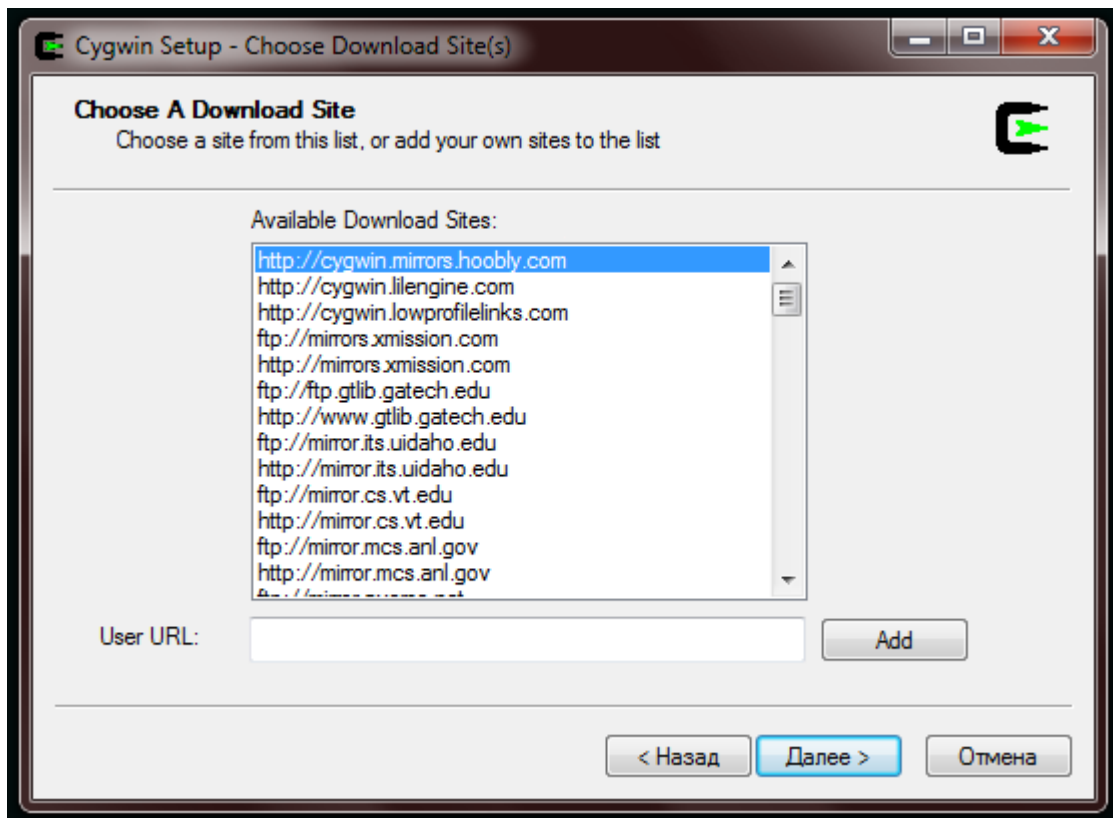 Cygwin Setup - Choose Download Site(s)
Choose A Download Site
Choose a site from this list, or add your own sites to the list
Available Download Sites:
http://cygwin.mirrors.hoobly.com
http://cygwin.lilengine.com
http://cygwin.lowprofilelinks.com
ftp://mirrors.xmission.com
http://mirrors.xmission.com
ftp://ftp.gtlib.gatech.edu
http://www.gtlib.gatech.edu
ftp://mirror.its.uidaho.edu
http://mirror.its.uidaho.edu
ftp://mirror.cs.vt.edu
http://mirror.cs.vt.edu
ftp://mirror.mcs.anl.gov
http://mirror.mcs.anl.gov
User URL:
Add
< Назад
Далее >
Отмена